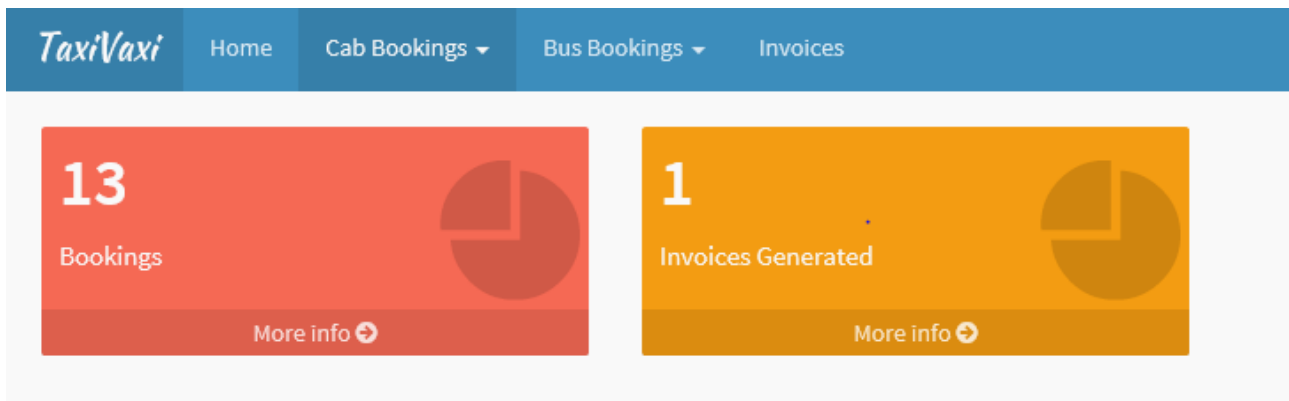 TaxiVaxi Home Cab Bookings Bus Bookings Invoices
13
Bookings
More info
1
Invoices Generated
More info